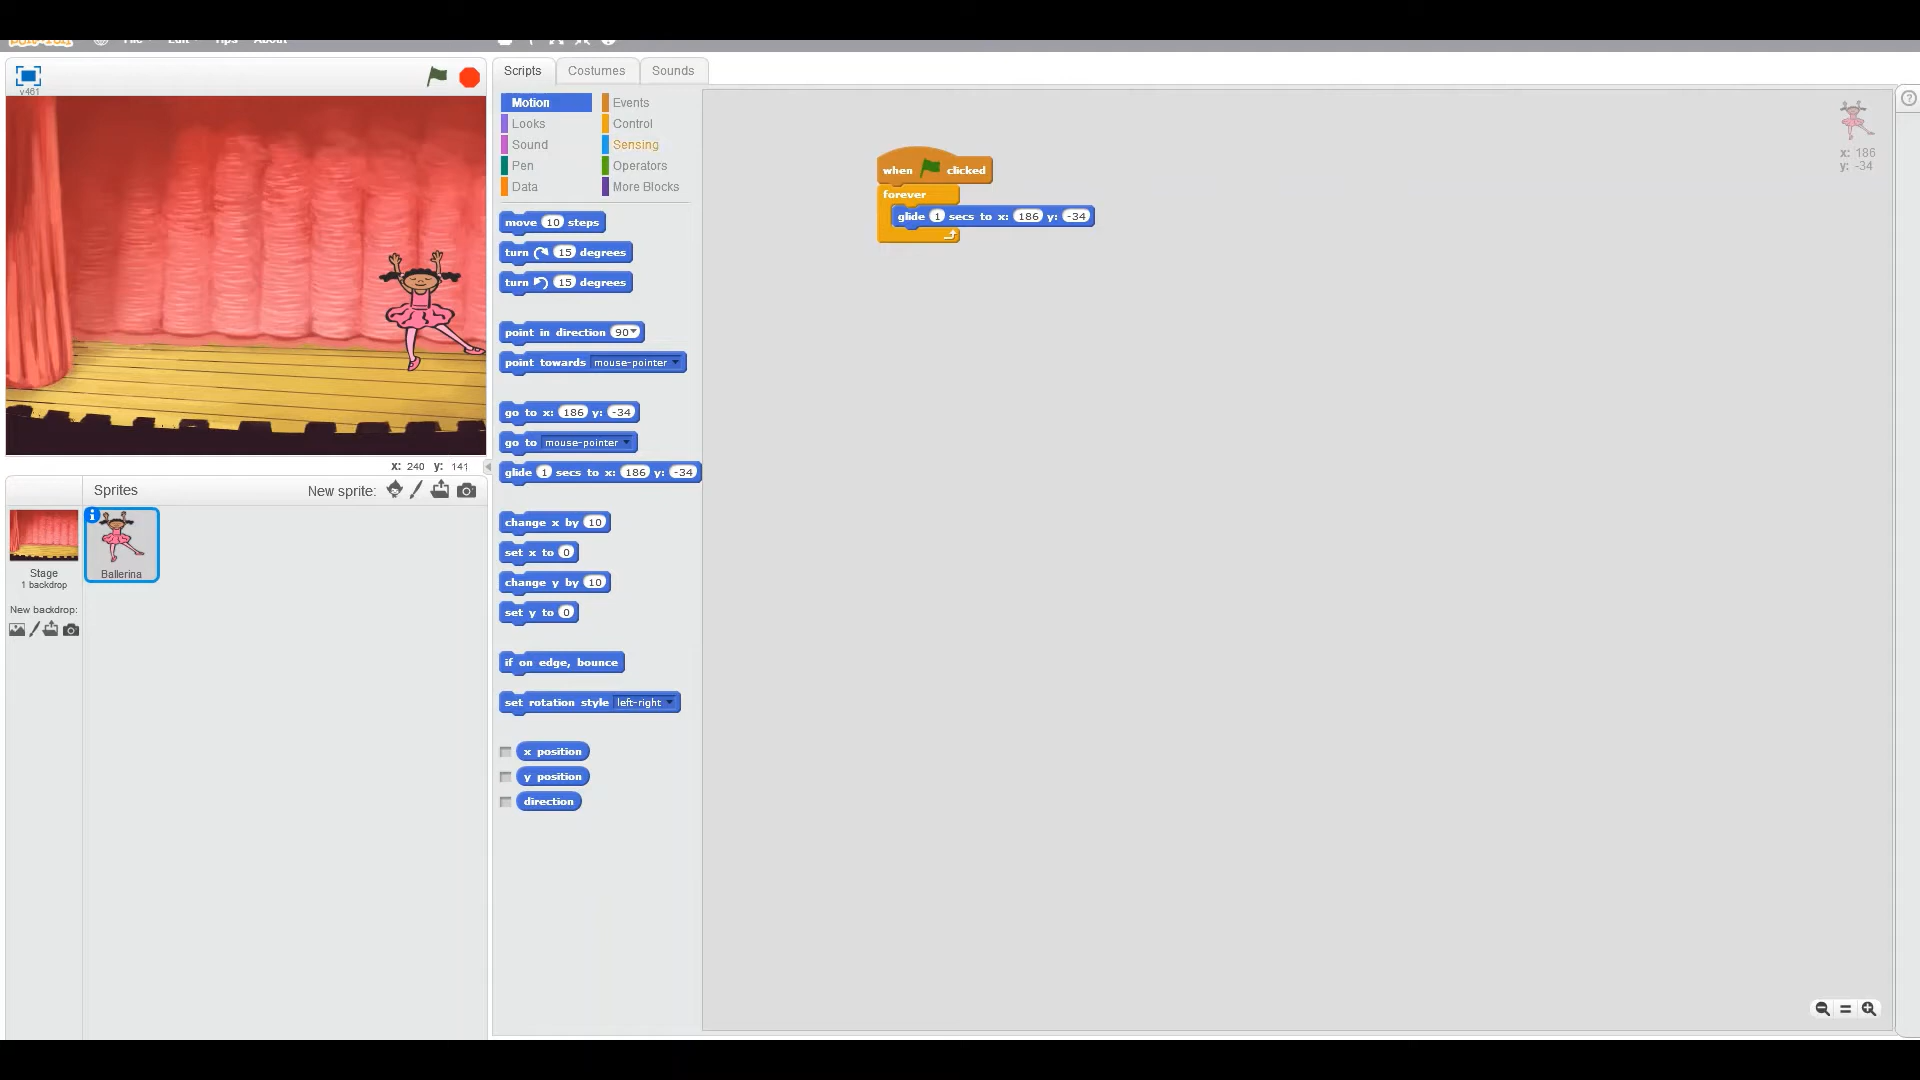 File Edit Tips About
v461
Scripts Costumes Sounds
Motion Events
Looks Control
Sound Sensing
Pen Operators
Data More Blocks
move 10 steps
turn 15 degrees
turn 15 degrees
point in direction 90
point towards mouse-pointer
go to x: 186 y: -34
go to mouse-pointer
glide 1 secs to x: 186 y: -34
change x by 10
set x to 0
change y by 10
set y to 0
if on edge, bounce
set rotation style left-right
x position
y position
direction
when clicked
forever
glide 1 secs to x: 186 y: -34
x: 186
y: -34
x: 240 y: 141
Sprites New sprite:
Stage
1 backdrop
New backdrop:
i
Ballerina
?